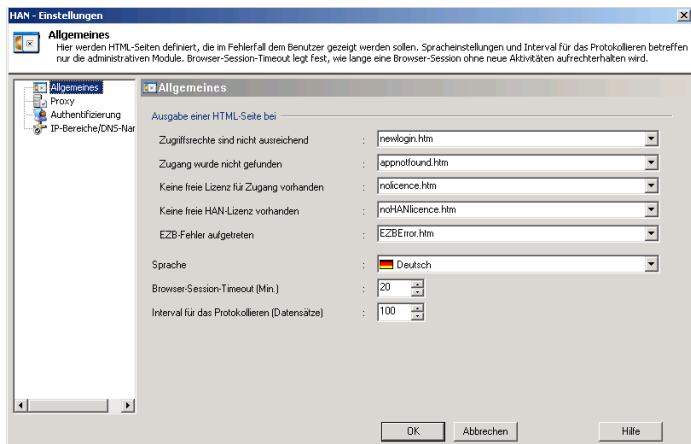 HAN - Einstellungen
Allgemeines
Hier werden HTML-Seiten definiert, die im Fehlerfall dem Benutzer gezeigt werden sollen. Spracheinstellungen und Interval für das Protokollieren betreffen
nur die administrativen Module. Browser-Session-Timeout legt fest, wie lange eine Browser-Session ohne neue Aktivitäten aufrechterhalten wird.
Allgemeines
Proxy
Authentifizierung
IP-Bereiche/DNS-Nar
Allgemeines
Ausgabe einer HTML-Seite bei
Zugriffsrechte sind nicht ausreichend : newlogin.htm
Zugang wurde nicht gefunden : appnotfound.htm
Keine freie Lizenz für Zugang vorhanden : nolicence.htm
Keine freie HAN-Lizenz vorhanden : noHANlicence.htm
EZB-Fehler aufgetreten : EZBError.htm
Sprache : Deutsch
Browser-Session-Timeout (Min.) : 20
Interval für das Protokollieren (Datensätze) : 100
OK Abbrechen Hilfe